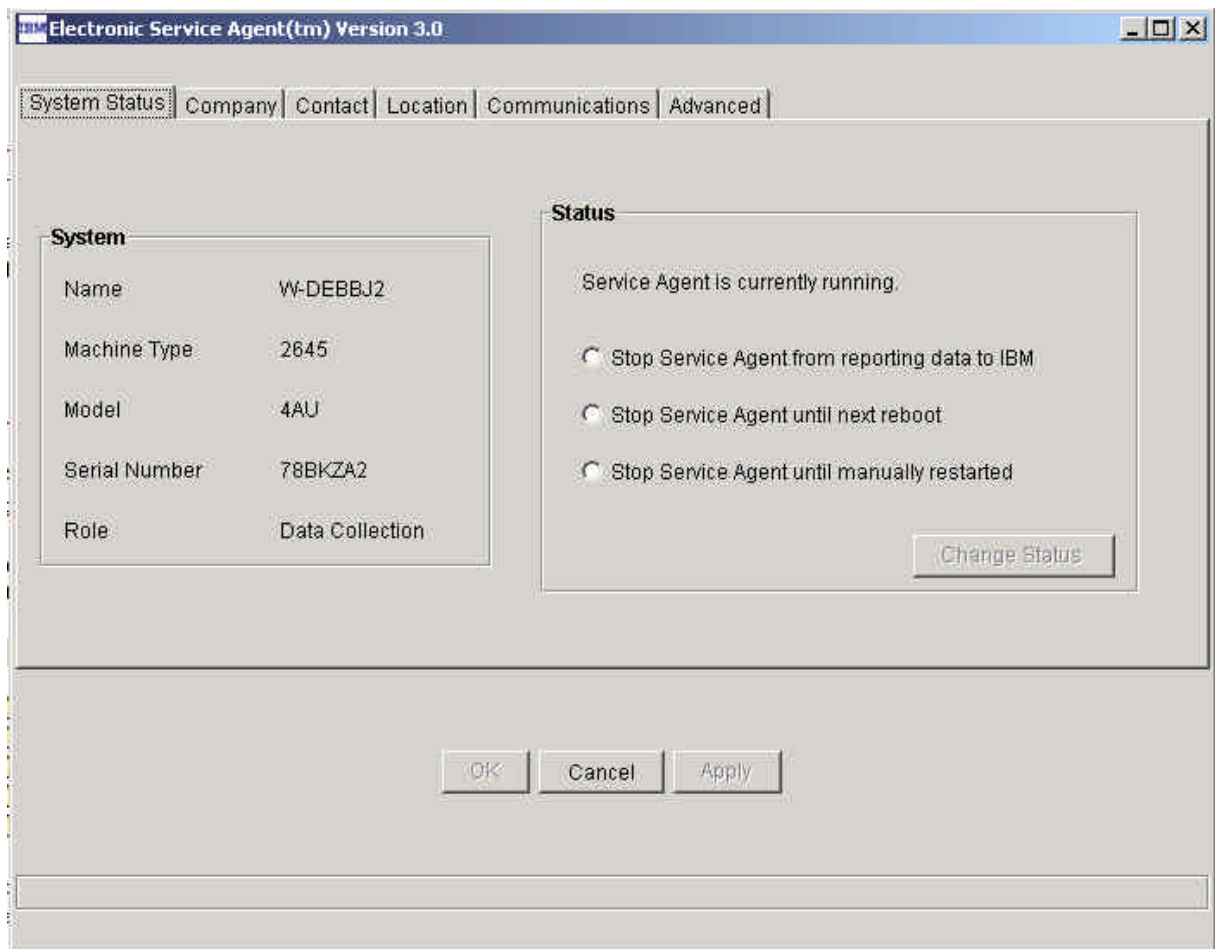 IBM Electronic Service Agent(tm) Version 3.0
System Status Company Contact Location Communications Advanced
System
Name W-DEBBJ2
Machine Type 2645
Model 4AU
Serial Number 78BKZA2
Role Data Collection
Status
Service Agent is currently running.
Stop Service Agent from reporting data to IBM
Stop Service Agent until next reboot
Stop Service Agent until manually restarted
Change Status
OK Cancel Apply